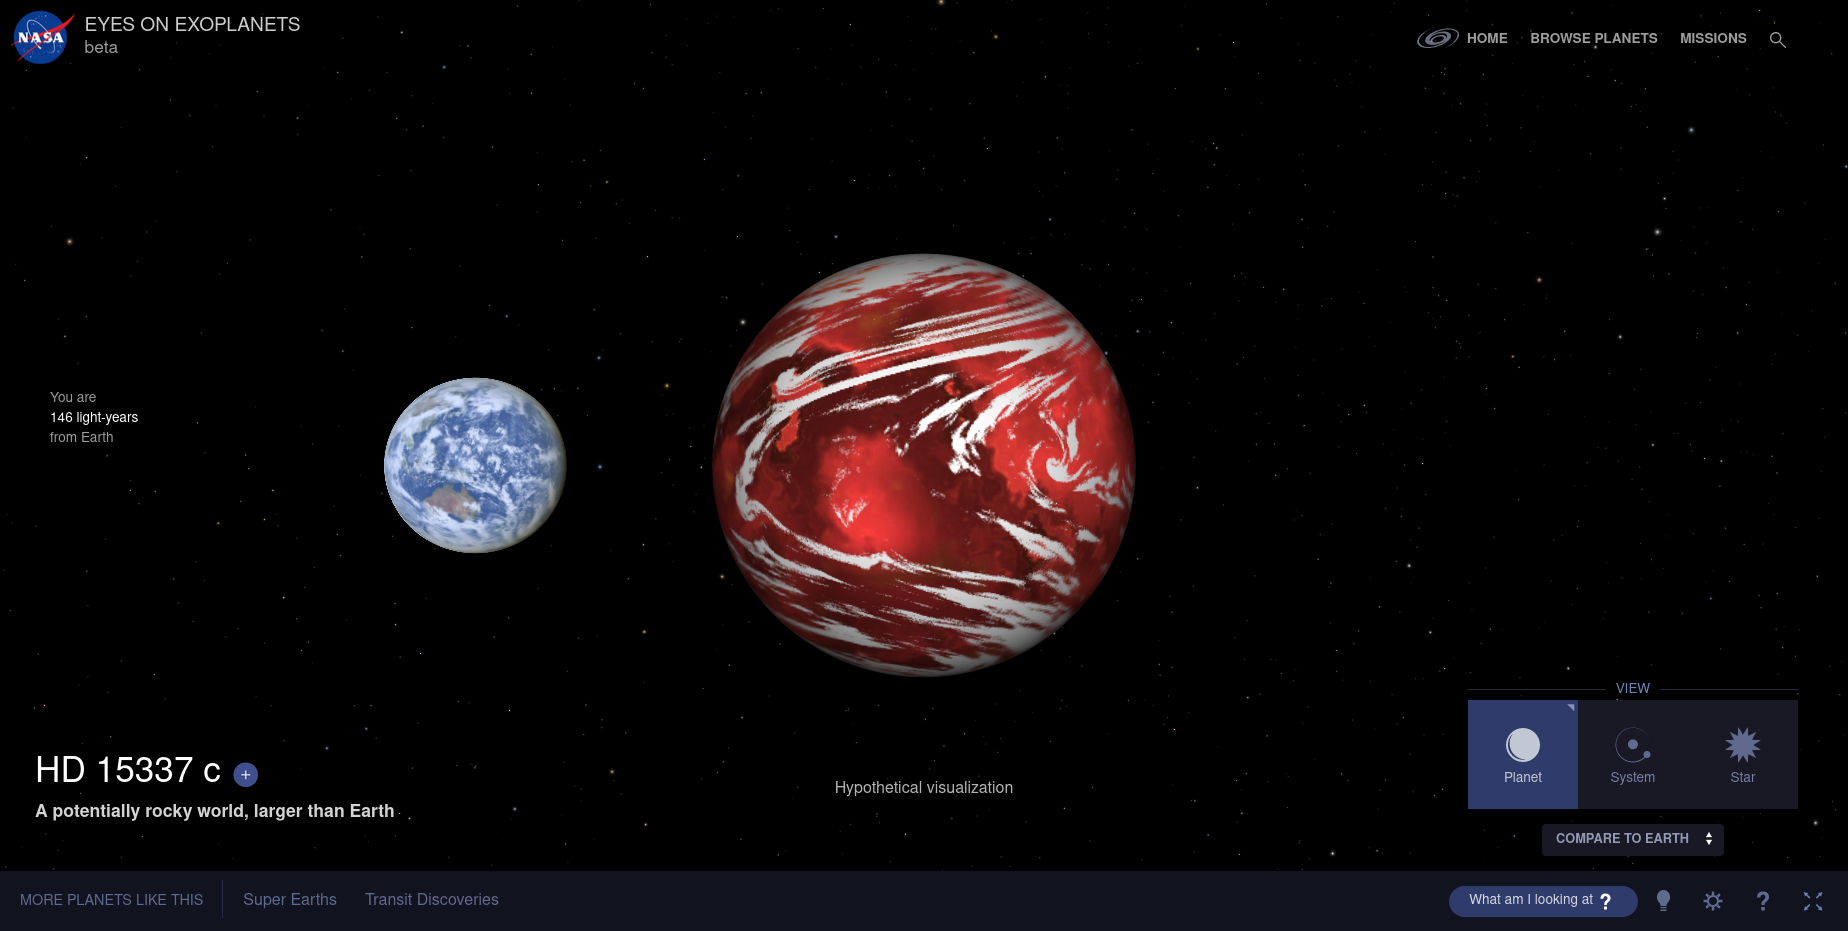 NASA
EYES ON EXOPLANETS
beta
HOME
BROWSE PLANETS
MISSIONS
You are
146 light-years
from Earth
HD 15337 c +
A potentially rocky world, larger than Earth
Hypothetical visualization
VIEW
Planet
System
Star
COMPARE TO EARTH
MORE PLANETS LIKE THIS
Super Earths
Transit Discoveries
What am I looking at ?
?